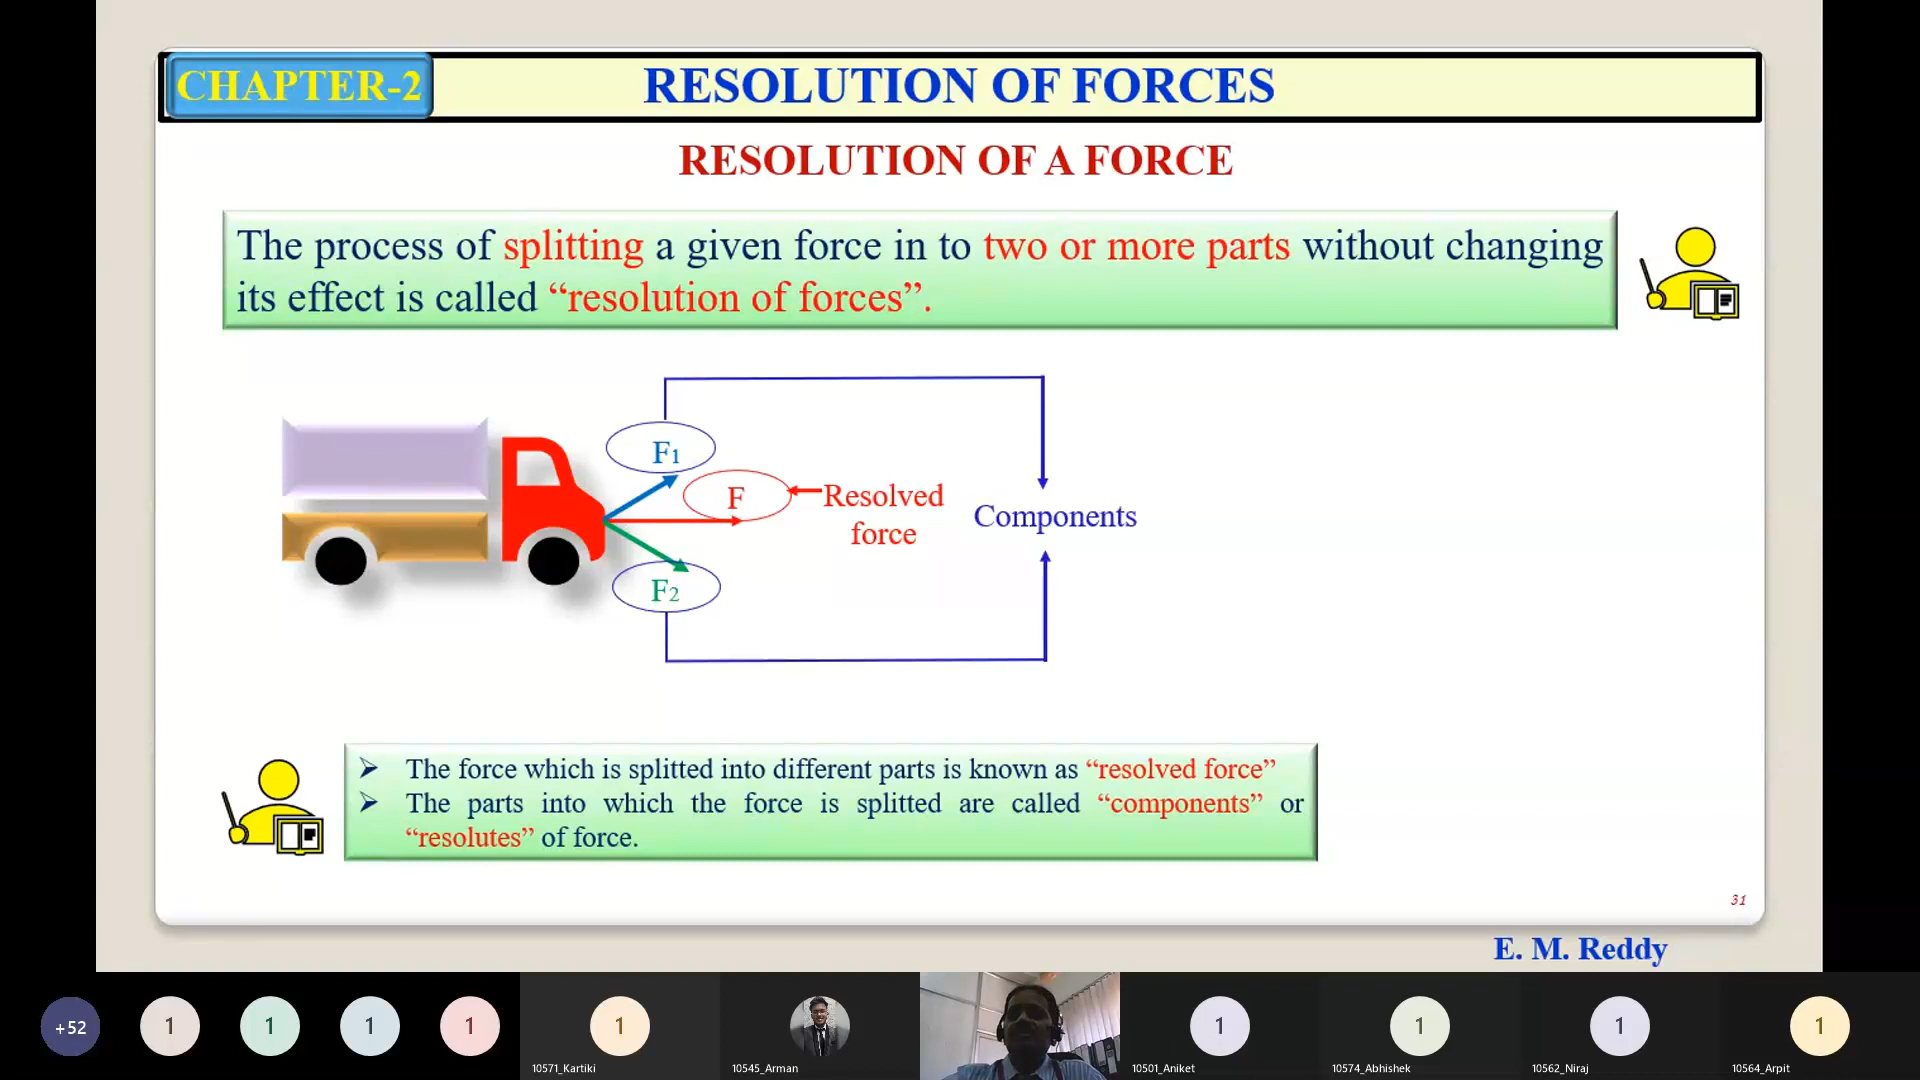 CHAPTER-2
RESOLUTION OF FORCES
RESOLUTION OF A FORCE
The process of splitting a given force in to two or more parts without changing
its effect is called “resolution of forces”.
F1
F
Resolved
force
Components
F2
➢ The force which is splitted into different parts is known as “resolved force”
➢ The parts into which the force is splitted are called “components” or
“resolutes” of force.
31
E. M. Reddy
+52
1
1
1
1
1
1
1
1
1
10571_Kartiki
10545_Arman
10501_Aniket
10574_Abhishek
10562_Niraj
10564_Arpit